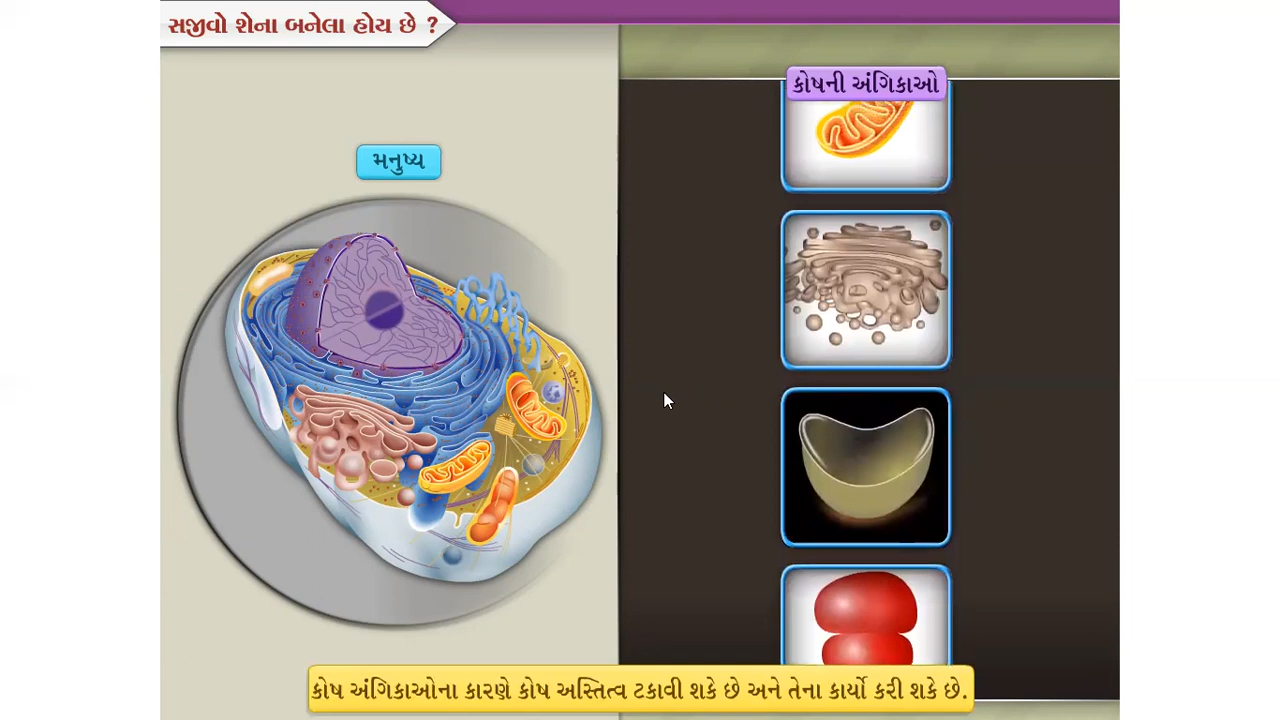 સજીવો શેના બનેલા હોય છે ?
કોષની અંગિકાઓ
મનુષ્ય
કોષ અંગિકાઓના કારણે કોષ અસ્તિત્વ ટકાવી શકે છે અને તેના કાર્યો કરી શકે છે.